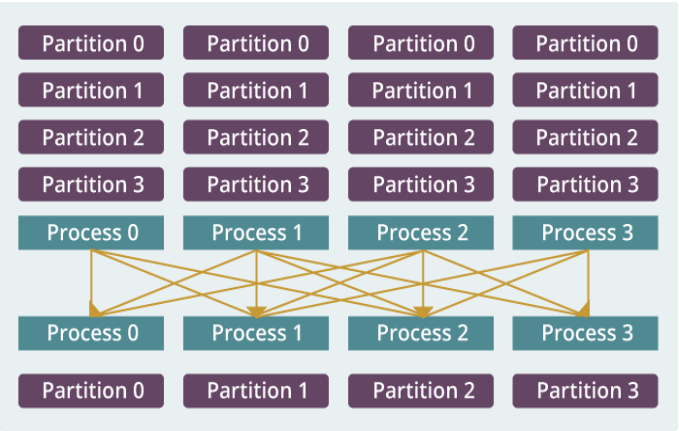 Partition 0 Partition 0 Partition 0 Partition 0
Partition 1 Partition 1 Partition 1 Partition 1
Partition 2 Partition 2 Partition 2 Partition 2
Partition 3 Partition 3 Partition 3 Partition 3
Process 0 Process 1 Process 2 Process 3
Process 0 Process 1 Process 2 Process 3
Partition 0 Partition 1 Partition 2 Partition 3